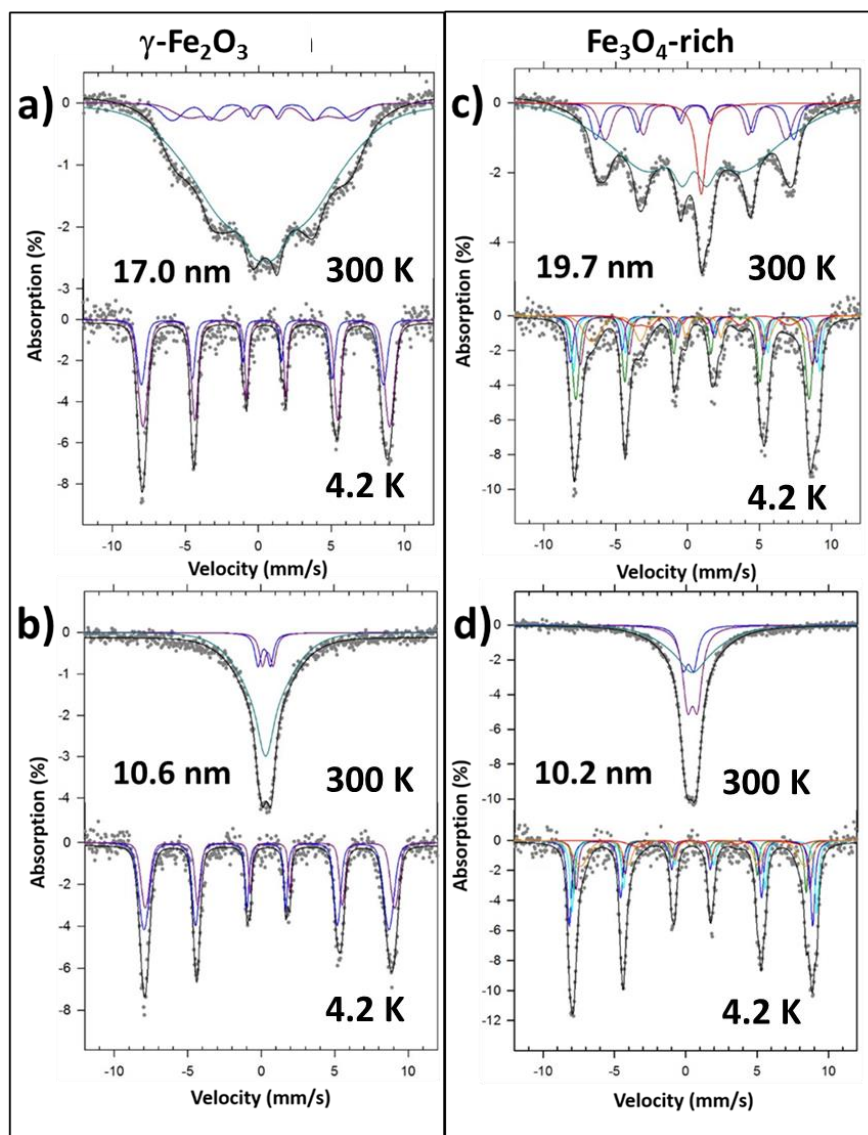 γ-Fe₂O₃
Fe₃O₄-rich
a)
0
-1
-2
-3
17.0 nm 300 K
0
-2
-4
-6
-8
4.2 K
Absorption (%)
-10 -5 0 5 10
Velocity (mm/s)
c)
0
-2
-4
19.7 nm 300 K
0
-2
-4
-6
-8
-10
4.2 K
Absorption (%)
-10 -5 0 5 10
Velocity (mm/s)
b)
0
-1
-2
-3
-4
10.6 nm 300 K
0
-2
-4
-6
-8
4.2 K
Absorption (%)
-10 -5 0 5 10
Velocity (mm/s)
d)
0
-2
-4
-6
-8
-10
10.2 nm 300 K
0
-2
-4
-6
-8
-10
-12
4.2 K
Absorption (%)
-10 -5 0 5 10
Velocity (mm/s)